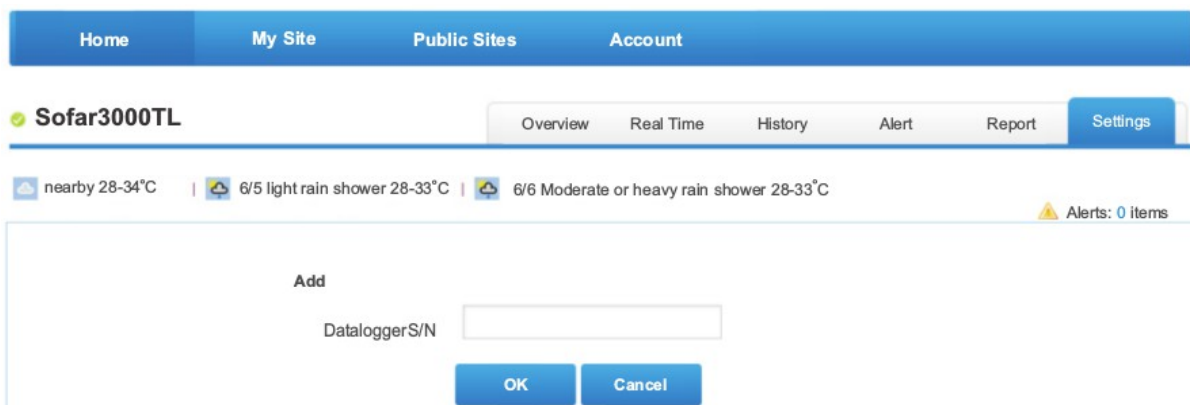 Home My Site Public Sites Account
Sofar3000TL Overview Real Time History Alert Report Settings
nearby 28-34°C | 6/5 light rain shower 28-33°C | 6/6 Moderate or heavy rain shower 28-33°C
Alerts: 0 items
Add
DataloggerS/N
OK Cancel